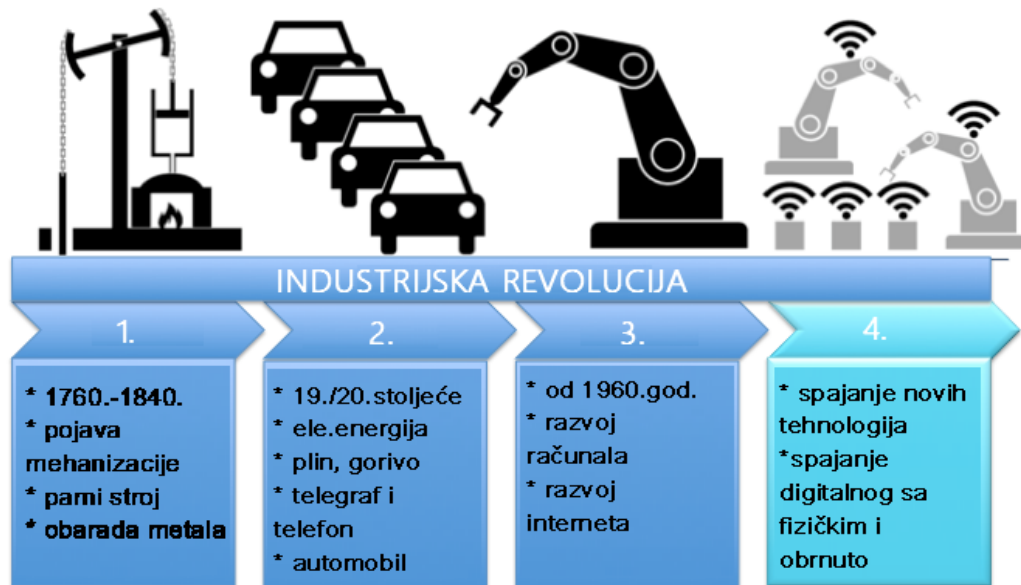 INDUSTRIJSKA REVOLUCIJA
1.
* 1760.-1840.
* pojava
mehanizacije
* parni stroj
* obarada metala
2.
* 19./20.stoljeće
* ele.energija
* plin, gorivo
* telegraf i
telefon
* automobil
3.
* od 1960.god.
* razvoj
računala
* razvoj
interneta
4.
* spajanje novih
tehnologija
*spajanje
digitalnog sa
fizičkim i
obrnuto